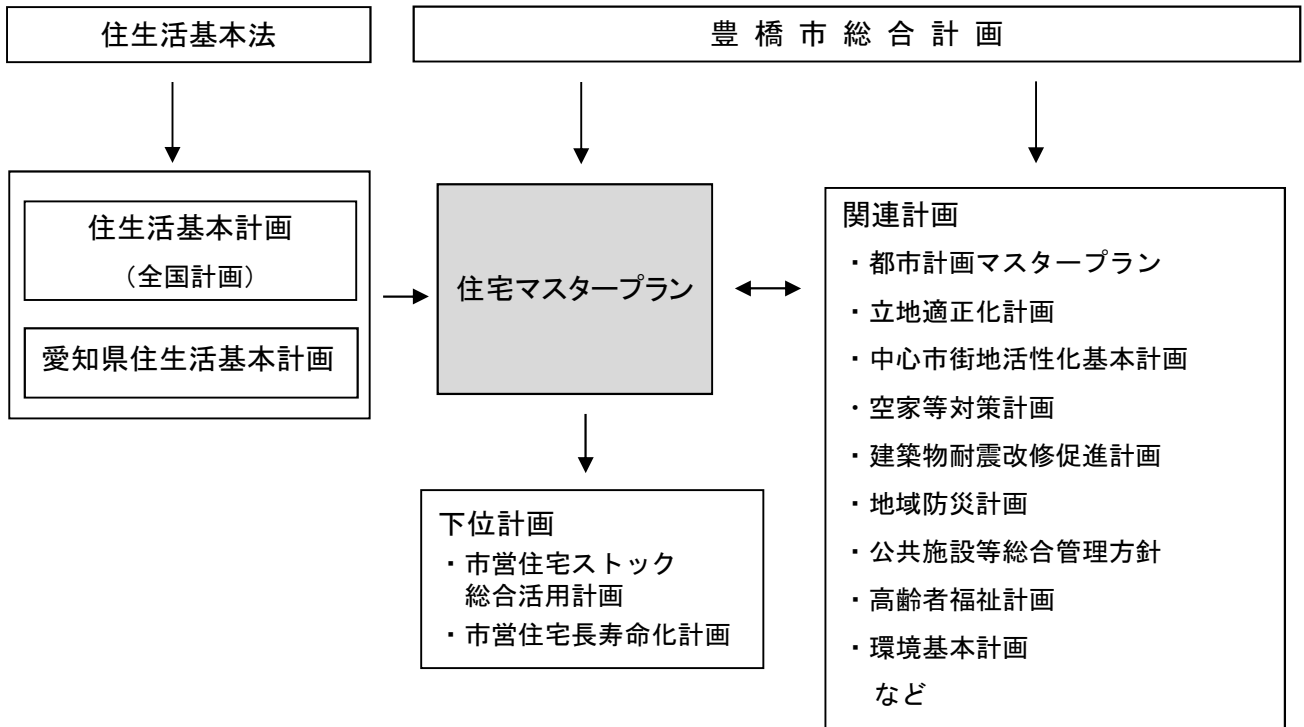 住生活基本法
豊橋市総合計画
住生活基本計画
（全国計画）
愛知県住生活基本計画
住宅マスタープラン
下位計画
・市営住宅ストック
総合活用計画
・市営住宅長寿命化計画
関連計画
・都市計画マスタープラン
・立地適正化計画
・中心市街地活性化基本計画
・空家等対策計画
・建築物耐震改修促進計画
・地域防災計画
・公共施設等総合管理方針
・高齢者福祉計画
・環境基本計画
など